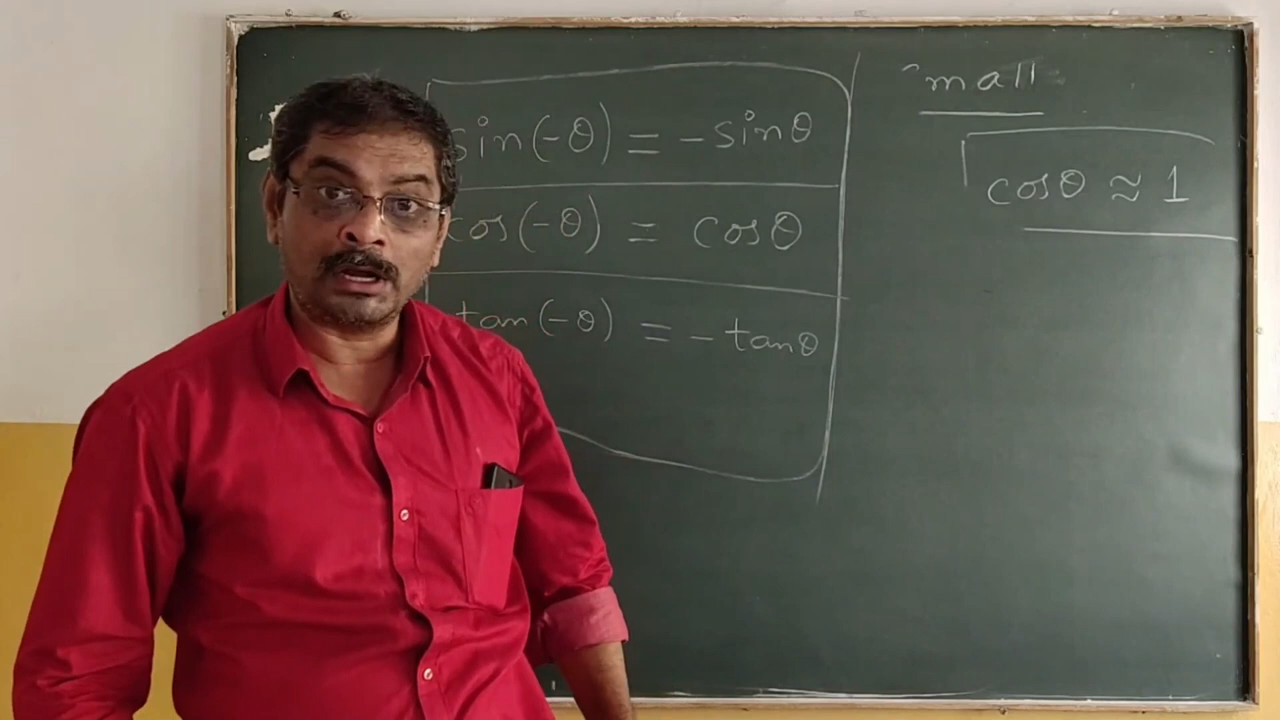 sin(-θ) = -sinθ
cos(-θ) = cosθ
tan(-θ) = -tanθ
mall
cosθ ≈ 1